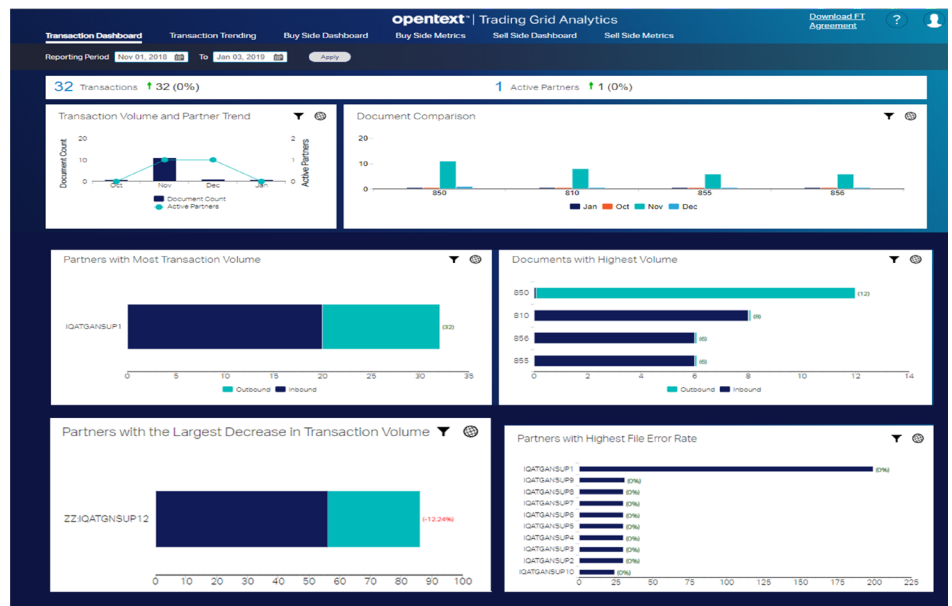 opentext™ | Trading Grid Analytics
Download FT
Agreement
?
Transaction Dashboard Transaction Trending Buy Side Dashboard Buy Side Metrics Sell Side Dashboard Sell Side Metrics
Reporting Period Nov 01, 2018 To Jan 03, 2019 Apply
32 Transactions 32 (0%) 1 Active Partners 1 (0%)
Transaction Volume and Partner Trend
Document Count
20
10
0
2
1
0
Active Partners
Oct Nov Dec Jan
Document Count
Active Partners
Document Comparison
20
10
0
850 810 855 856
Jan Oct Nov Dec
Partners with Most Transaction Volume
IQATGANSUP1 (32)
0 5 10 15 20 25 30 35
Outbound Inbound
Documents with Highest Volume
850 (12)
810 (8)
856 (6)
855 (6)
0 2 4 6 8 10 12 14
Outbound Inbound
Partners with the Largest Decrease in Transaction Volume
ZZ:IQATGNSUP12 (-12.24%)
0 10 20 30 40 50 60 70 80 90 100
Partners with Highest File Error Rate
IQATGANSUP1 (0%)
IQATGANSUP9 (0%)
IQATGANSUP8 (0%)
IQATGANSUP7 (0%)
IQATGANSUP6 (0%)
IQATGANSUP5 (0%)
IQATGANSUP4 (0%)
IQATGANSUP3 (0%)
IQATGANSUP2 (0%)
IQATGANSUP10 (0%)
0 25 50 75 100 125 150 175 200 225